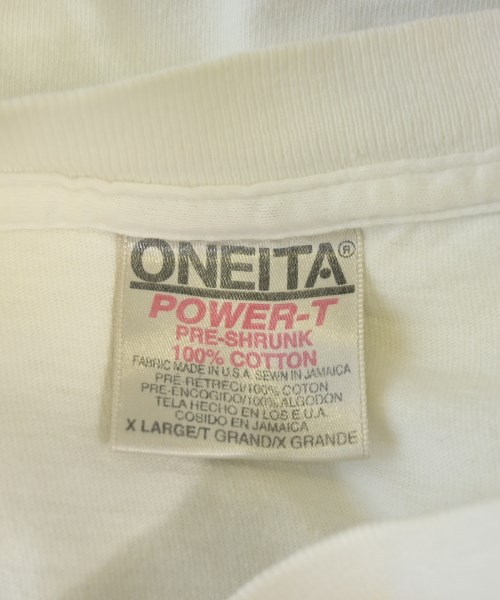 ONEITA®
POWER-T
PRE-SHRUNK
100% COTTON
FABRIC MADE IN U.S.A. SEWN IN JAMAICA
PRE-RETRECI/100% COTON
PRE-ENCOGIDO/100% ALGODON
TELA HECHO EN LOS E.U.A.
COSIDO EN JAMAICA
X LARGE/T GRAND/X GRANDE